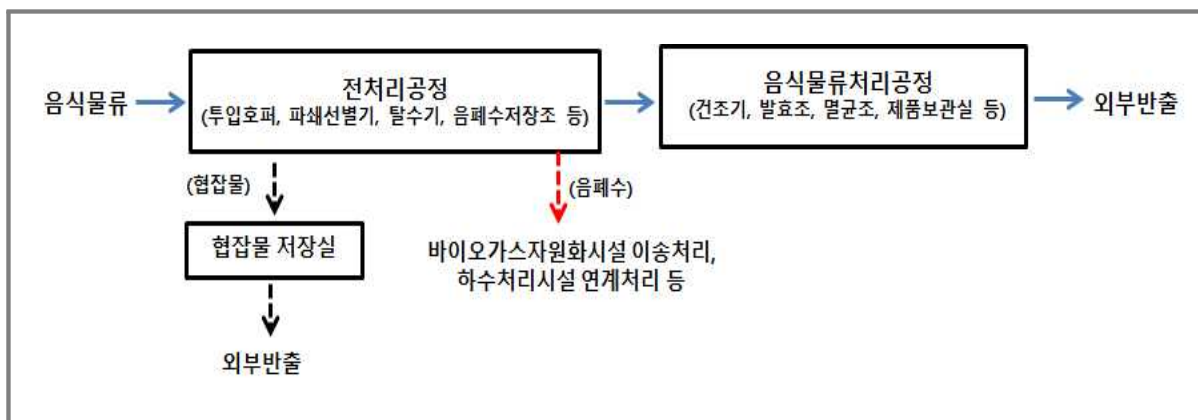 음식물류
전처리공정
(투입호퍼, 파쇄선별기, 탈수기, 음폐수저장조 등)
음식물류처리공정
(건조기, 발효조, 멸균조, 제품보관실 등)
외부반출
(협잡물)
(음폐수)
협잡물 저장실
바이오가스자원화시설 이송처리,
하수처리시설 연계처리 등
외부반출